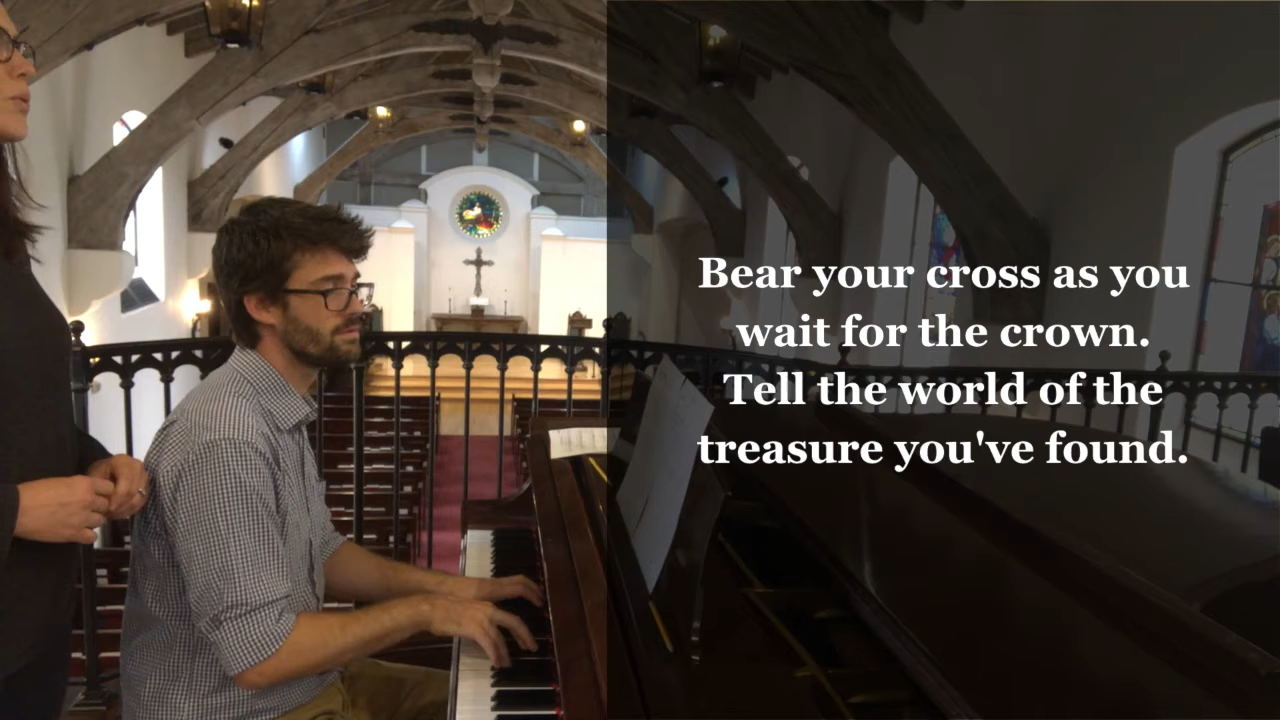 Bear your cross as you
wait for the crown.
Tell the world of the
treasure you've found.